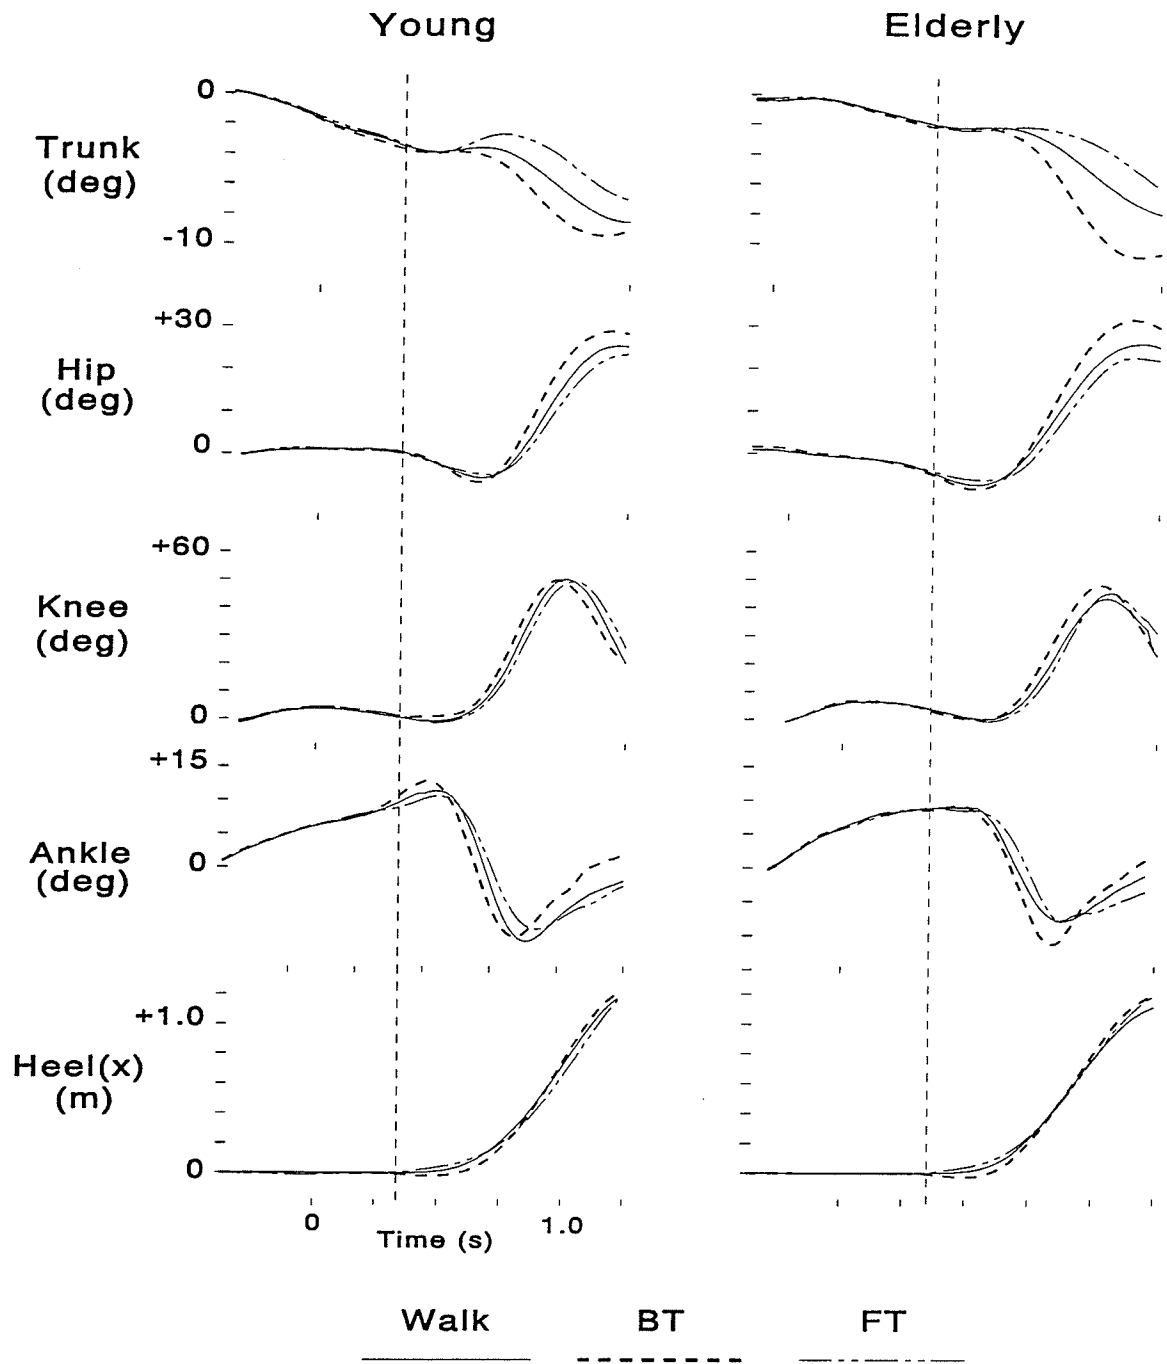 Young Elderly
0
Trunk
(deg)
-10
+30
Hip
(deg)
0
+60
Knee
(deg)
0
+15
Ankle
(deg)
0
+1.0
Heel(x)
(m)
0
0 1.0
Time (s)
Walk BT FT